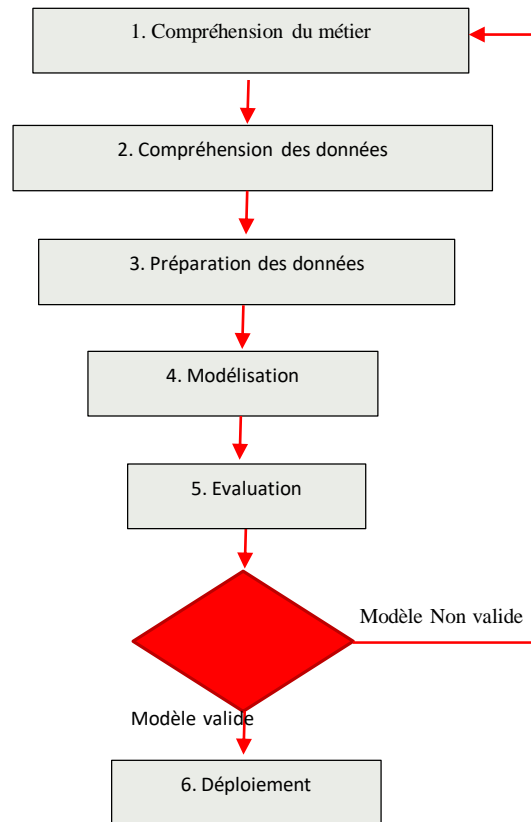 1. Compréhension du métier
2. Compréhension des données
3. Préparation des données
4. Modélisation
5. Evaluation
Modèle Non valide
Modèle valide
6. Déploiement